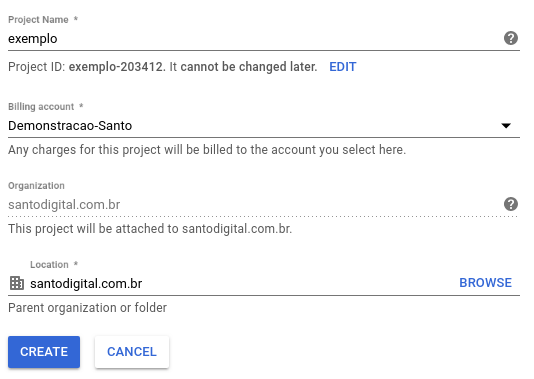 Project Name *
exemplo
Project ID: exemplo-203412. It cannot be changed later. EDIT
Billing account *
Demonstracao-Santo
Any charges for this project will be billed to the account you select here.
Organization
santodigital.com.br
This project will be attached to santodigital.com.br.
Location *
santodigital.com.br BROWSE
Parent organization or folder
CREATE CANCEL